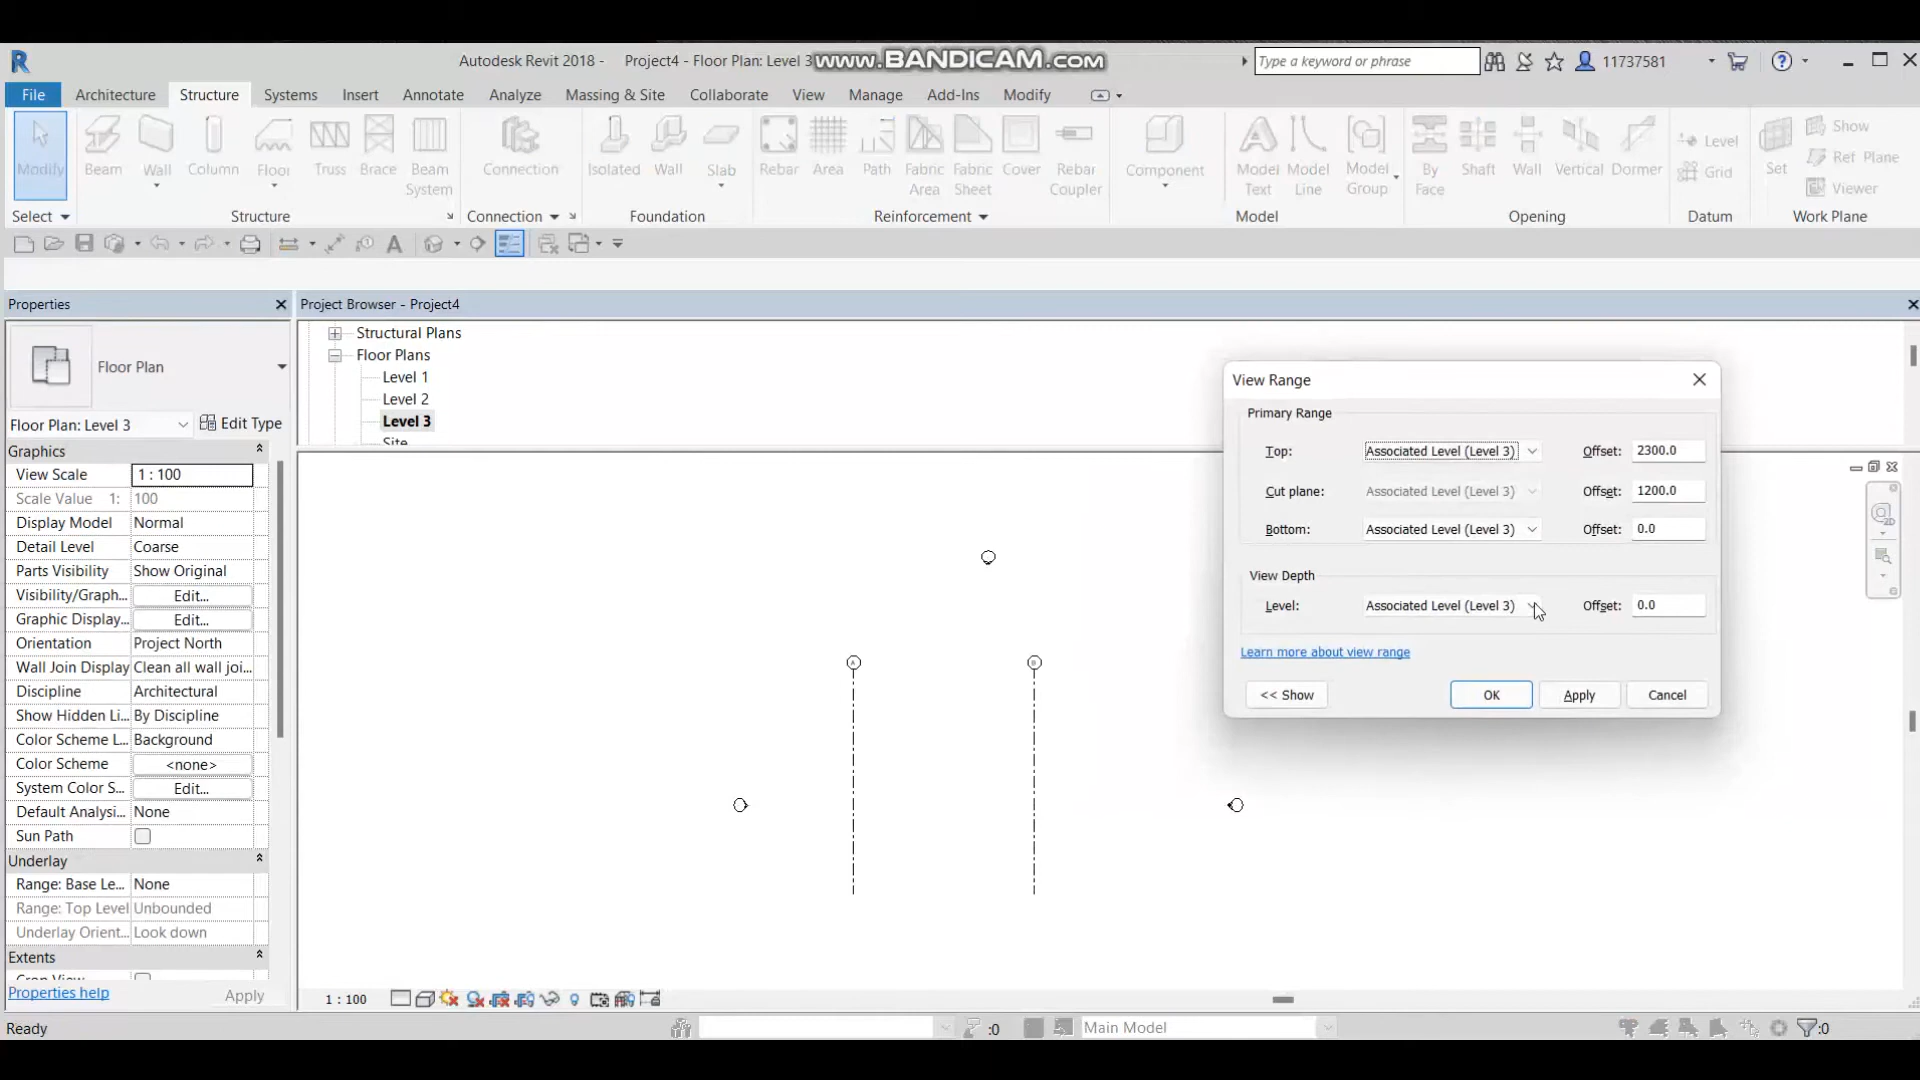 Autodesk Revit 2018 - Project4 - Floor Plan: Level 3
www.BANDICAM.com
Type a keyword or phrase
11737581
File Architecture Structure Systems Insert Annotate Analyze Massing & Site Collaborate View Manage Add-Ins Modify
Modify
Beam
Wall
Column
Floor
Truss
Brace
Beam
System
Connection
Isolated
Wall
Slab
Rebar
Area
Path
Fabric
Area
Fabric
Sheet
Cover
Rebar
Coupler
Component
Model
Text
Model
Line
Model
Group
By
Face
Shaft
Wall
Vertical
Dormer
Level
Grid
Set
Show
Ref Plane
Viewer
Select Structure Connection Foundation Reinforcement Model Opening Datum Work Plane
Properties
Project Browser - Project4
Floor Plan
Structural Plans
Floor Plans
Level 1
Level 2
Level 3
Site
Floor Plan: Level 3 Edit Type
Graphics
View Scale 1 : 100
Scale Value 1: 100
Display Model Normal
Detail Level Coarse
Parts Visibility Show Original
Visibility/Graph... Edit...
Graphic Display... Edit...
Orientation Project North
Wall Join Display Clean all wall joi...
Discipline Architectural
Show Hidden Li... By Discipline
Color Scheme L... Background
Color Scheme <none>
System Color S... Edit...
Default Analysi... None
Sun Path
Underlay
Range: Base Le... None
Range: Top Level Unbounded
Underlay Orient... Look down
Extents
Properties help Apply
View Range
Primary Range
Top: Associated Level (Level 3) Offset: 2300.0
Cut plane: Associated Level (Level 3) Offset: 1200.0
Bottom: Associated Level (Level 3) Offset: 0.0
View Depth
Level: Associated Level (Level 3) Offset: 0.0
Learn more about view range
<< Show OK Apply Cancel
1 : 100
Ready
:0
Main Model
:0